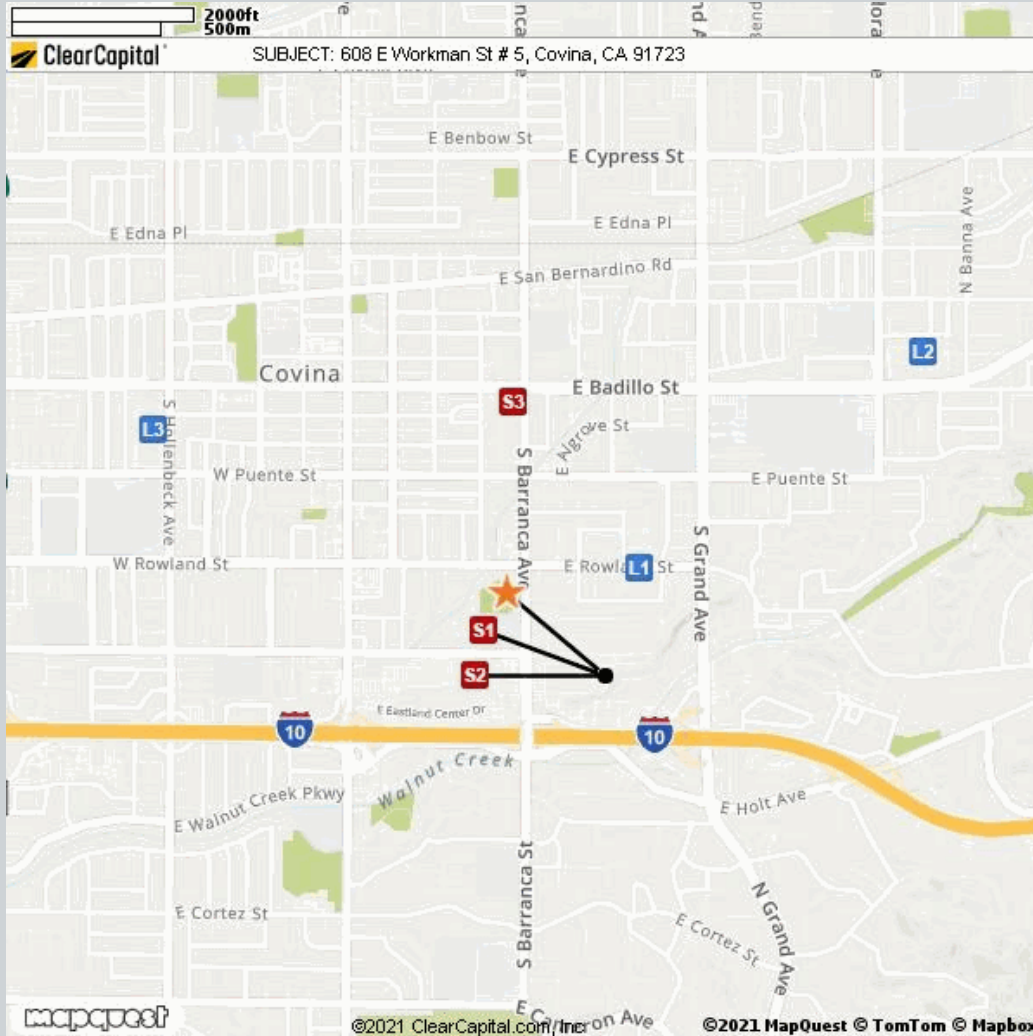 2000ft
500m
ClearCapital
SUBJECT: 608 E Workman St # 5, Covina, CA 91723
E Benbow St
E Cypress St
E Edna Pl
E Edna Pl
N Banna Ave
E San Bernardino Rd
L2
Covina
E Badillo St
S3
L3
S Hollenbeck Ave
E Algrove St
S Barranca Ave
W Puente St
E Puente St
S Grand Ave
W Rowland St
E Rowland St
L1
S1
S2
E Eastland Center Dr
10
10
Walnut Creek
E Walnut Creek Pkwy
E Holt Ave
S Barranca St
N Grand Ave
E Cortez St
E Cortez St
E Cameron Ave
mapquest
©2021 ClearCapital.com, Inc.
©2021 MapQuest © TomTom © Mapbox